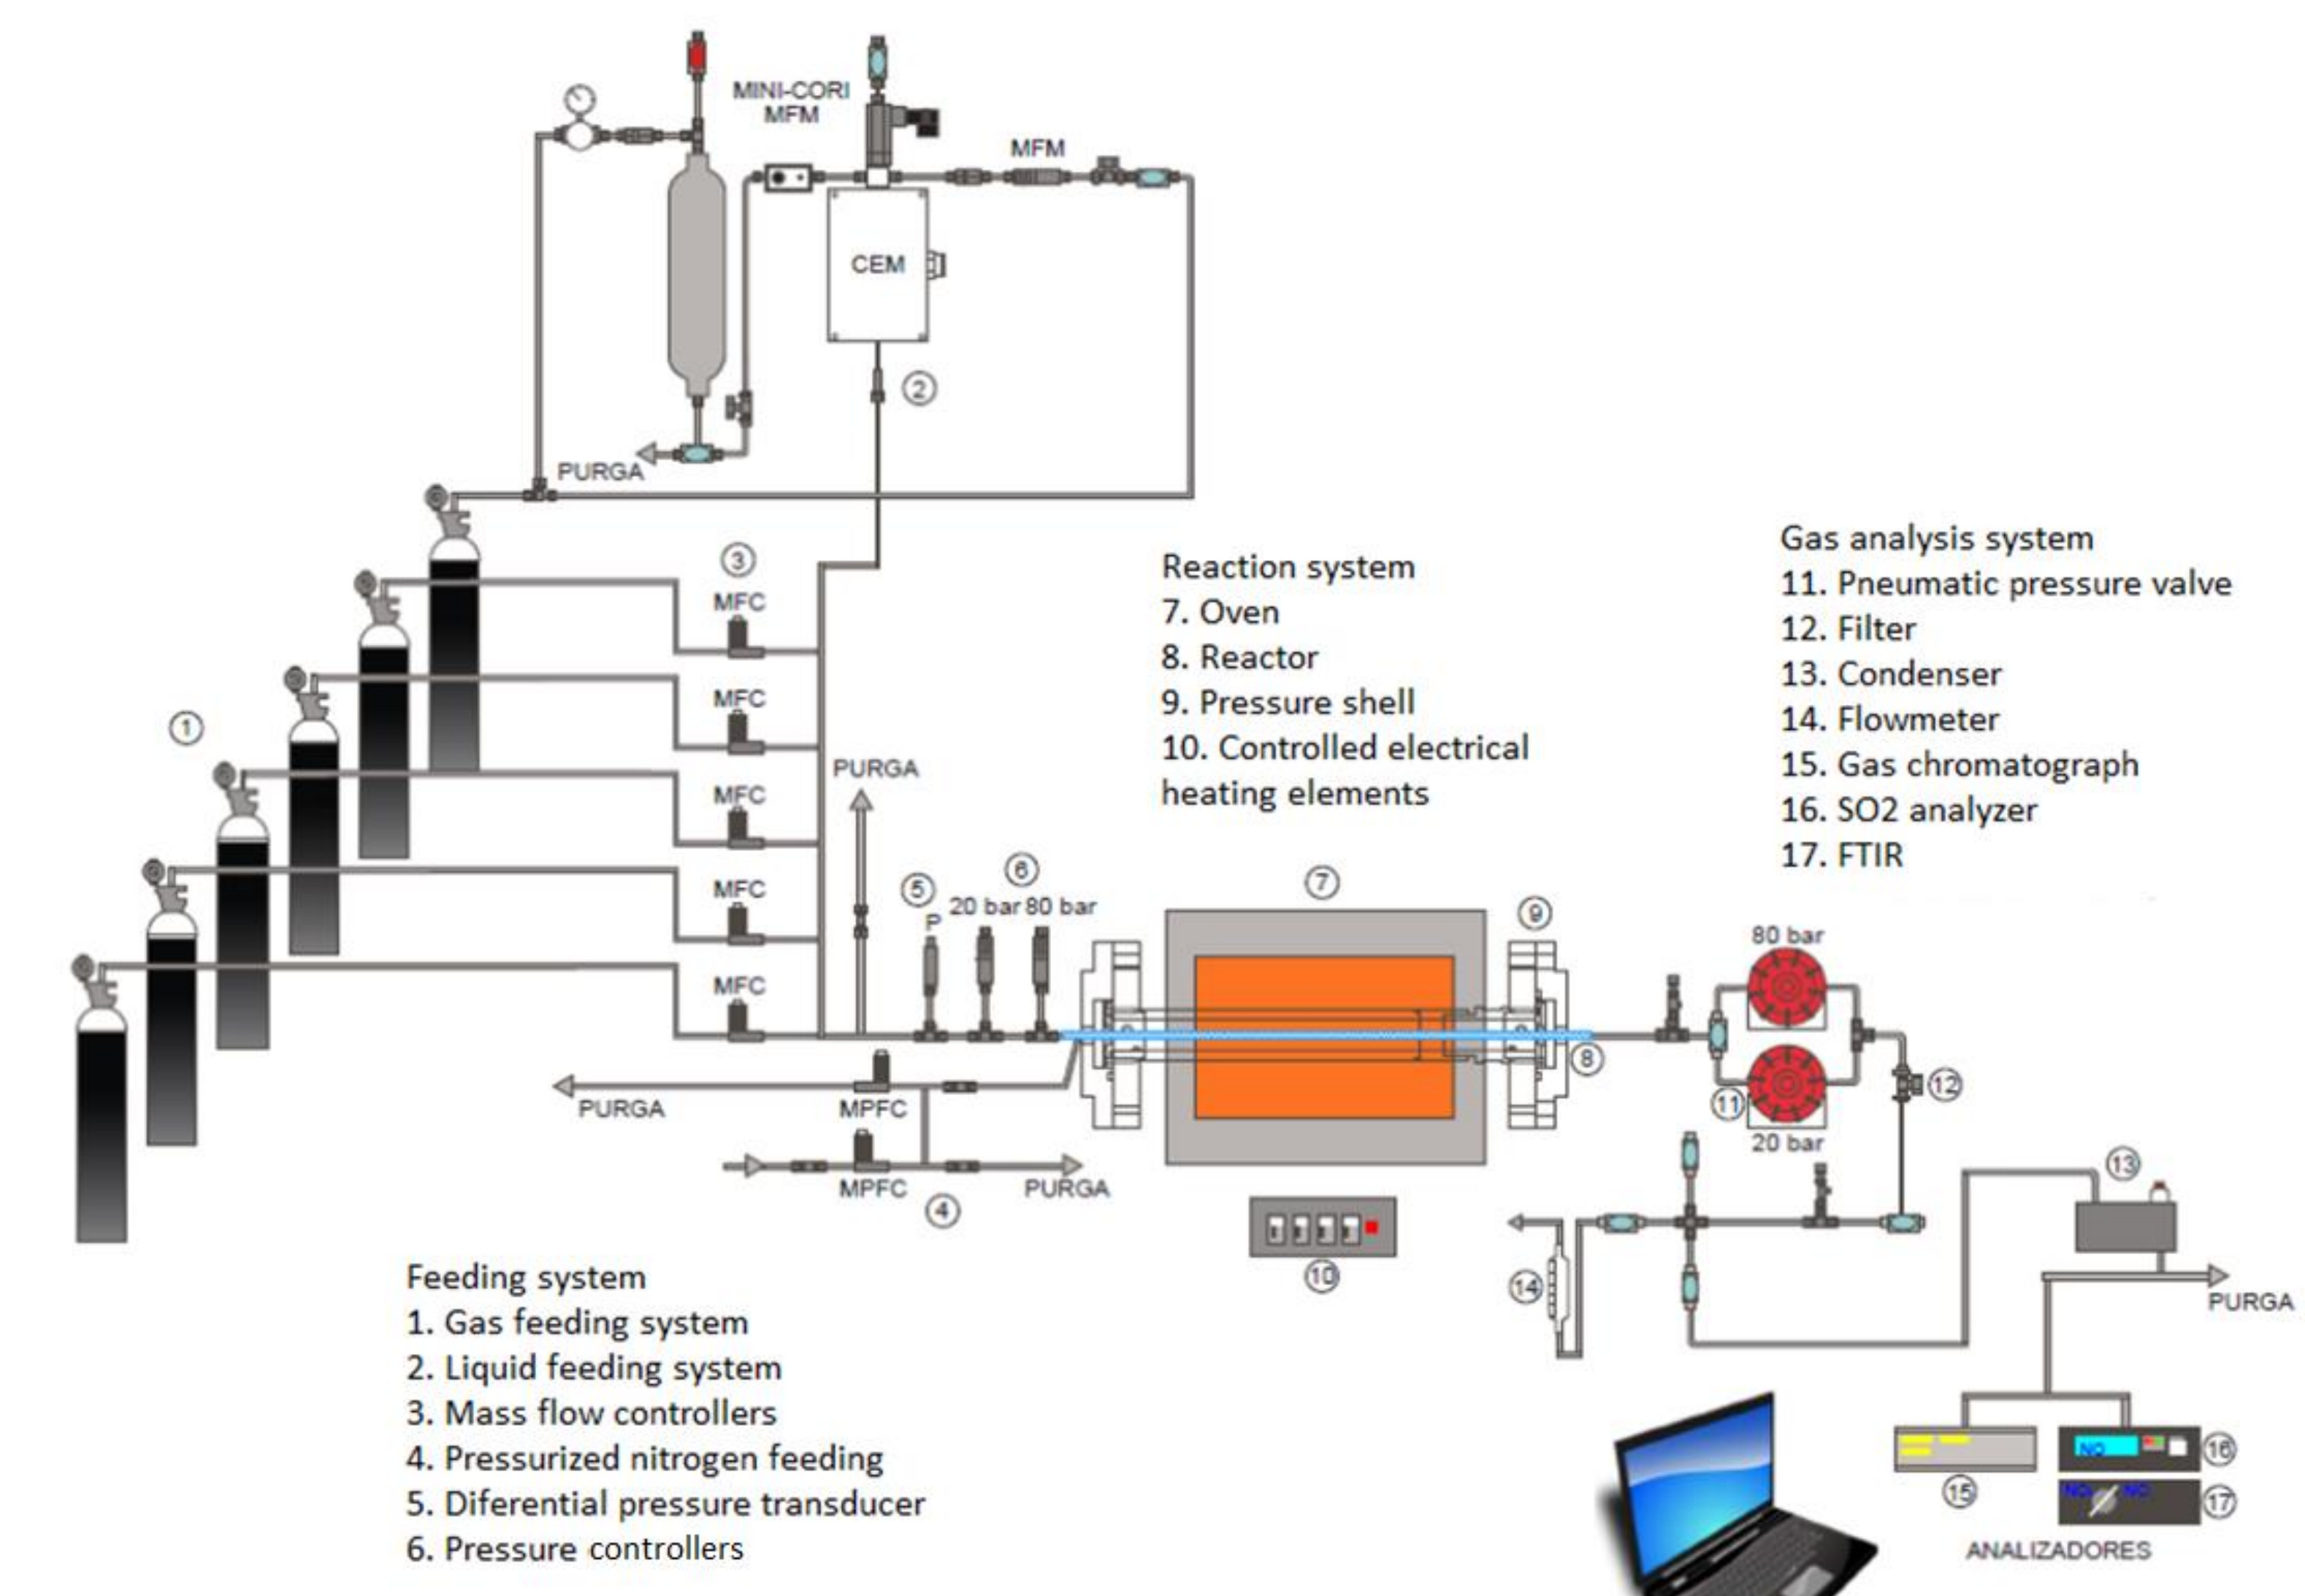 MINI-CORI
MFM
MFM
CEM
2
PURGA
3
MFC
MFC
1
MFC
MFC
MFC
PURGA
5
P
6
20 bar 80 bar
7
9
8
PURGA
MPFC
MPFC
4
PURGA
10
80 bar
11
20 bar
12
13
14
PURGA
NO
16
15
NO NO
17
ANALIZADORES
Reaction system
7. Oven
8. Reactor
9. Pressure shell
10. Controlled electrical
heating elements
Gas analysis system
11. Pneumatic pressure valve
12. Filter
13. Condenser
14. Flowmeter
15. Gas chromatograph
16. SO2 analyzer
17. FTIR
Feeding system
1. Gas feeding system
2. Liquid feeding system
3. Mass flow controllers
4. Pressurized nitrogen feeding
5. Diferential pressure transducer
6. Pressure controllers